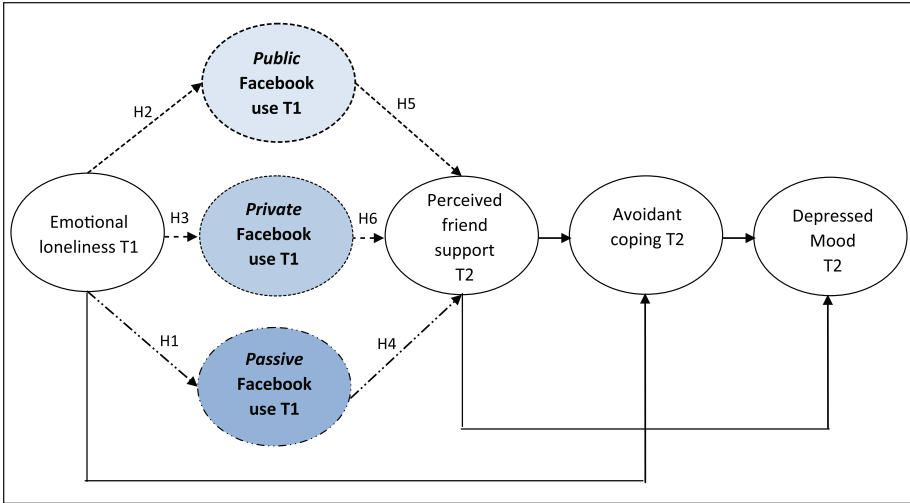 Public
Facebook
use T1
H2
H5
Emotional
loneliness T1
H3
Private
Facebook
use T1
H6
Perceived
friend
support
T2
Avoidant
coping T2
Depressed
Mood
T2
H1
H4
Passive
Facebook
use T1